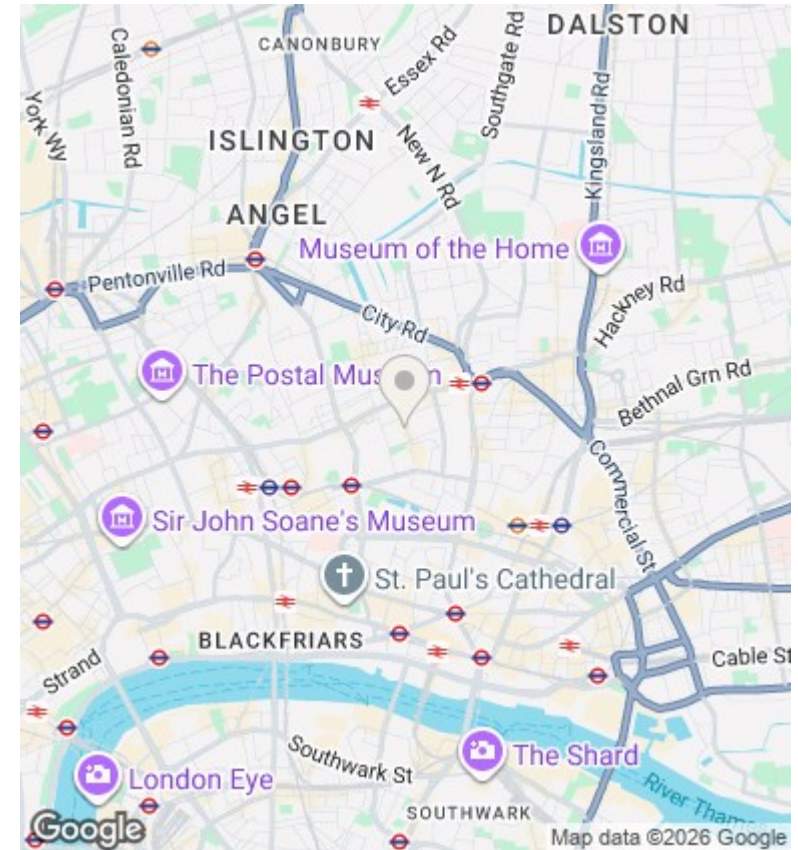 DALSTON
CANONBURY
Essex Rd
Southgate Rd
Caledonian Rd
York Wy
Kingsland Rd
ISLINGTON
New N Rd
ANGEL
Museum of the Home
Pentonville Rd
Hackney Rd
City Rd
The Postal Museum
Bethnal Grn Rd
Commercial St
Sir John Soane's Museum
St. Paul's Cathedral
BLACKFRIARS
Cable St
Strand
Southwark St
The Shard
London Eye
River Thames
SOUTHWARK
Google
Map data ©2026 Google